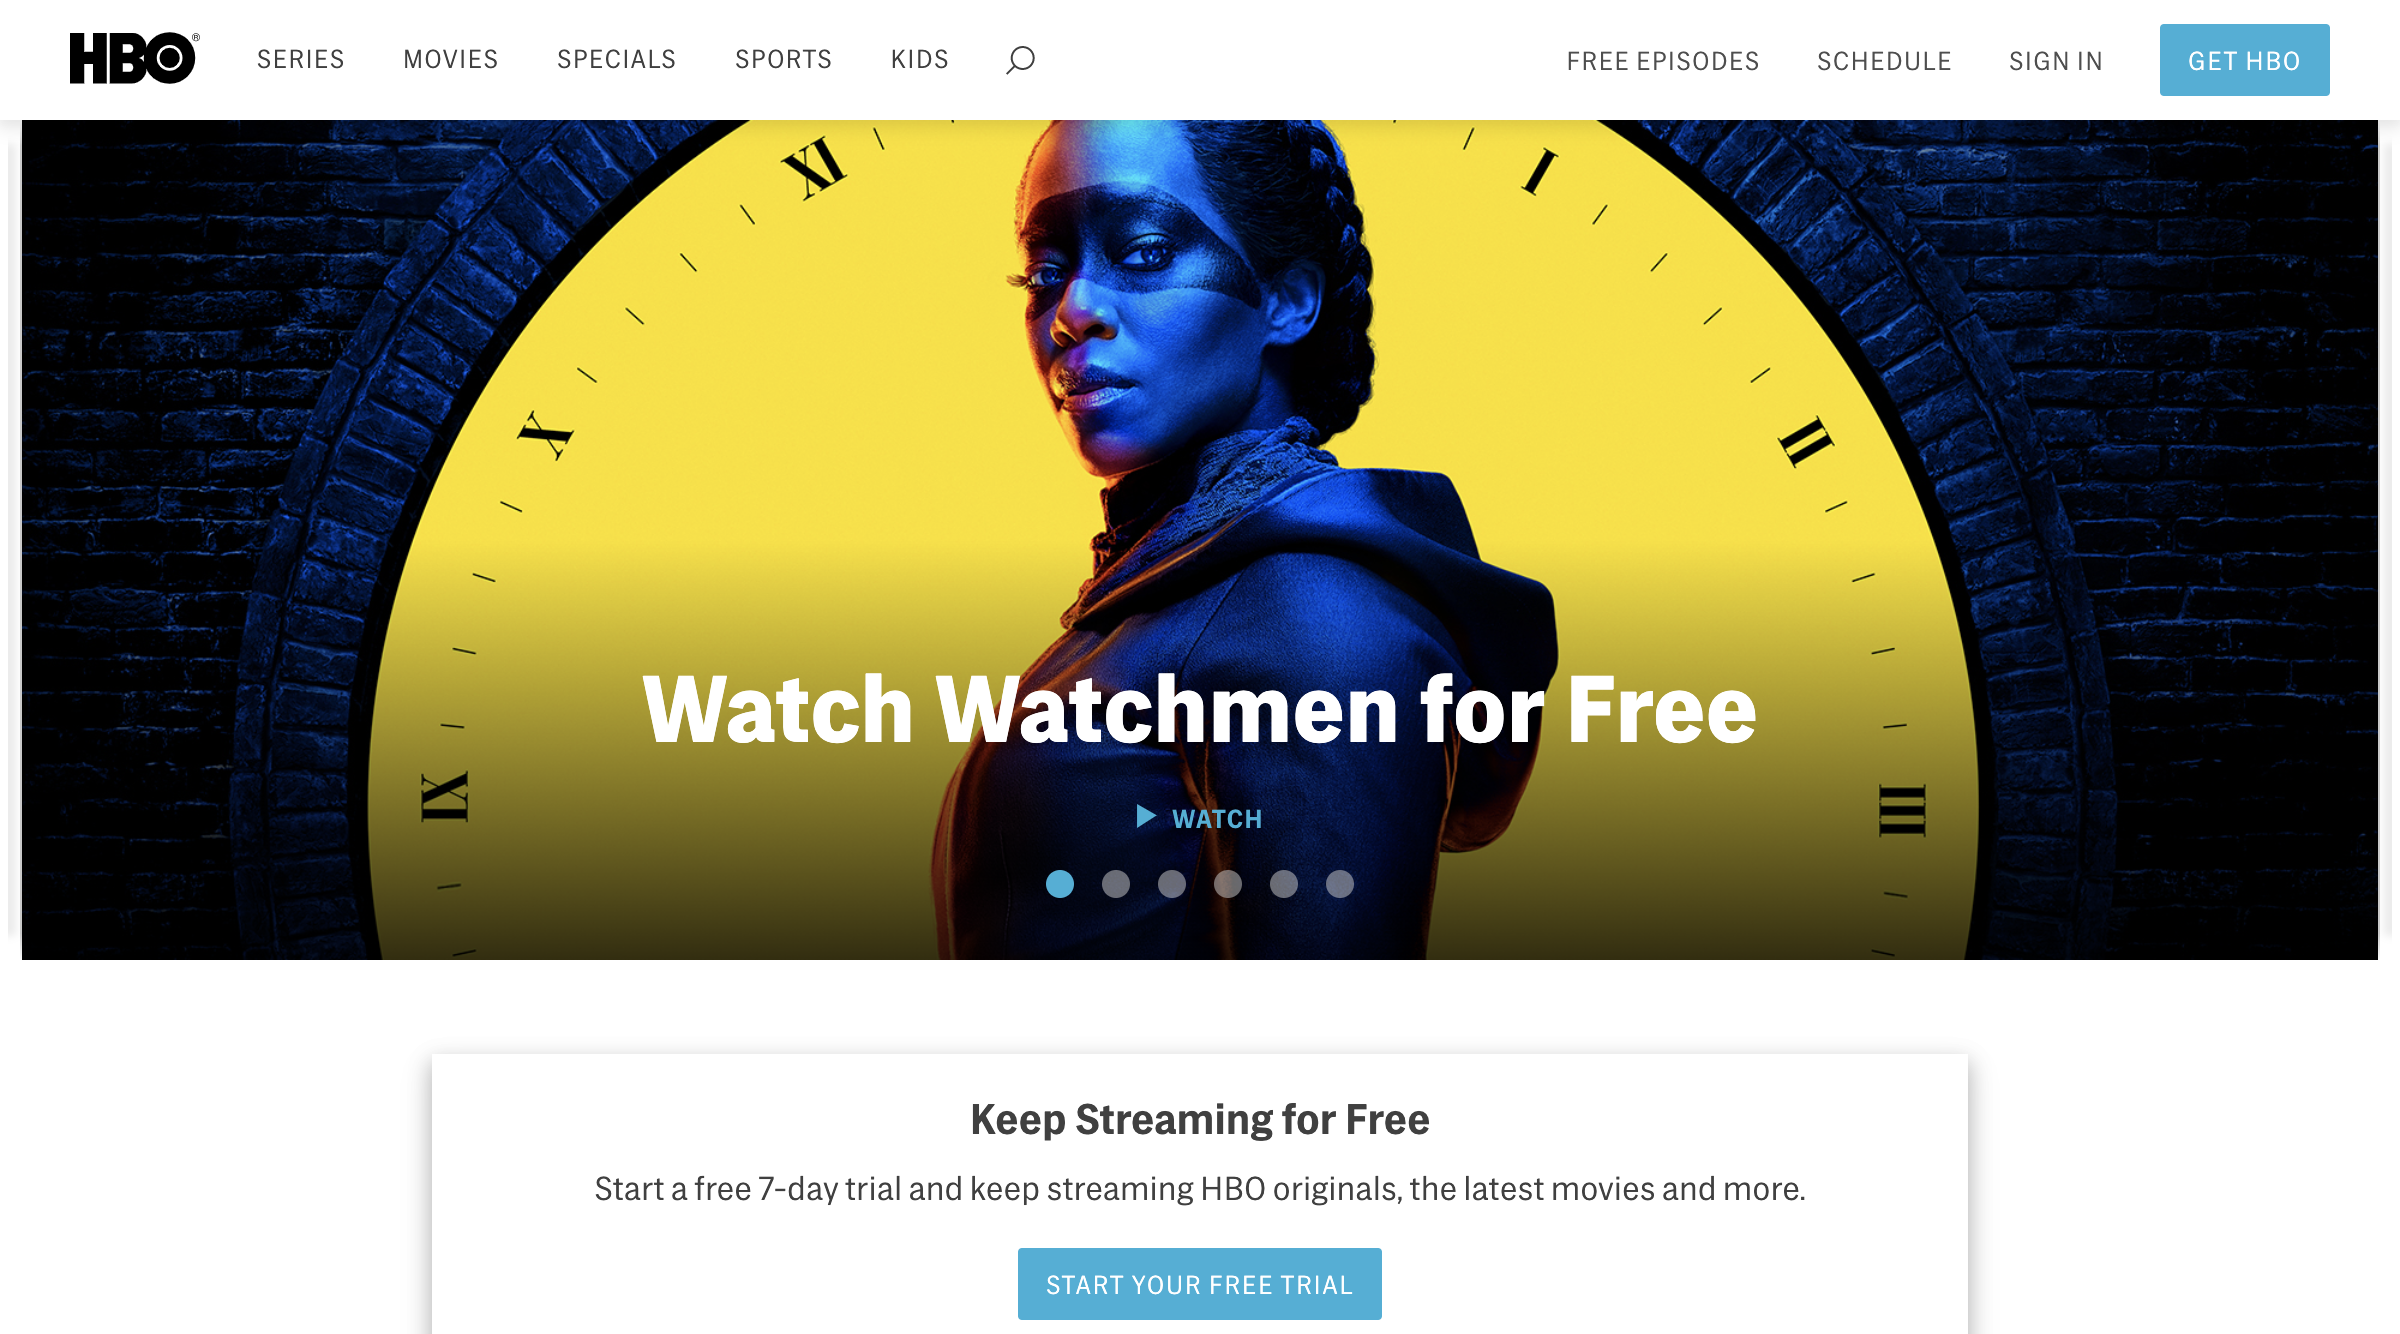 HBO®
SERIES MOVIES SPECIALS SPORTS KIDS
FREE EPISODES SCHEDULE SIGN IN GET HBO
XI I
X II
IX III
Watch Watchmen for Free
WATCH
Keep Streaming for Free
Start a free 7-day trial and keep streaming HBO originals, the latest movies and more.
START YOUR FREE TRIAL